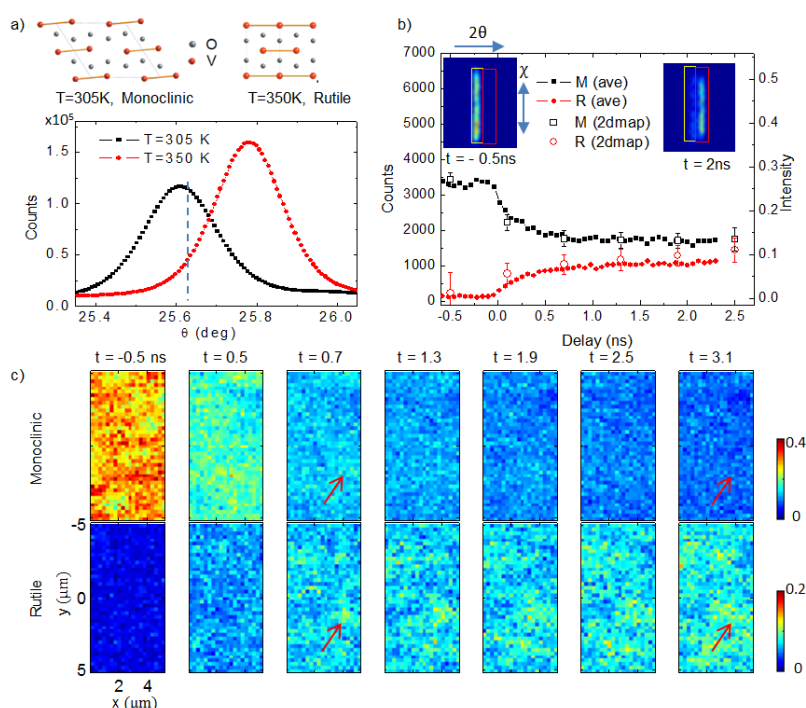 a)
O
V
T=305K, Monoclinic
T=350K, Rutile
x10⁵
T=305 K
T=350 K
1.5
1.0
0.5
0.0
Counts
25.4
25.6
25.8
26.0
θ (deg)
b)
2θ
7000
6000
5000
4000
3000
2000
1000
0
Counts
χ
t = - 0.5ns
M (ave)
R (ave)
M (2dmap)
R (2dmap)
t = 2ns
0.5
0.4
0.3
0.2
0.1
0.0
Intensity
-0.5
0.0
0.5
1.0
1.5
2.0
2.5
Delay (ns)
c)
t = -0.5 ns
t = 0.5
t = 0.7
t = 1.3
t = 1.9
t = 2.5
t = 3.1
Monoclinic
0.4
0
Rutile
-5
0
5
y (μm)
2 4
x (μm)
0.2
0